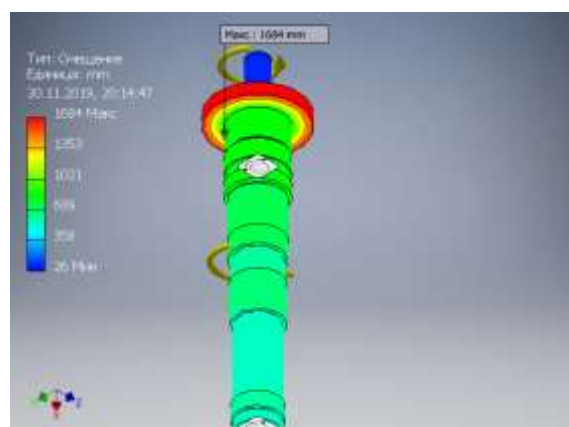 Макс.: 1684 mm
Тип: Смещение
Единица: mm
30.11.2019, 20:14:47
1684 Макс
1353
1021
689
358
26 Мин